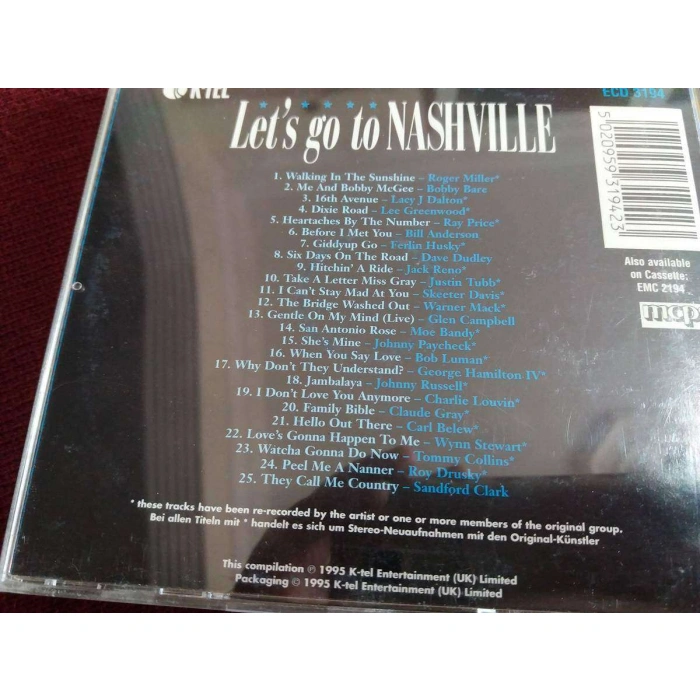 K-TEL
ECD 3194
Let's go to NASHVILLE
5 020959 319423
1. Walking In The Sunshine – Roger Miller*
2. Me And Bobby McGee – Bobby Bare
3. 16th Avenue – Lacy J Dalton*
4. Dixie Road – Lee Greenwood*
5. Heartaches By The Number – Ray Price*
6. Before I Met You – Bill Anderson
7. Giddyup Go – Ferlin Husky*
8. Six Days On The Road – Dave Dudley
9. Hitchin' A Ride – Jack Reno*
10. Take A Letter Miss Gray – Justin Tubb*
11. I Can't Stay Mad At You – Skeeter Davis*
12. The Bridge Washed Out – Warner Mack*
13. Gentle On My Mind (Live) – Glen Campbell
14. San Antonio Rose – Moe Bandy*
15. She's Mine – Johnny Paycheck*
16. When You Say Love – Bob Luman*
17. Why Don't They Understand? – George Hamilton IV*
18. Jambalaya – Johnny Russell*
19. I Don't Love You Anymore – Charlie Louvin*
20. Family Bible – Claude Gray*
21. Hello Out There – Carl Belew*
22. Love's Gonna Happen To Me – Wynn Stewart*
23. Watcha Gonna Do Now – Tommy Collins*
24. Peel Me A Nanner – Roy Drusky*
25. They Call Me Country – Sandford Clark
Also available
on Cassette:
EMC 2194
mcp
* these tracks have been re-recorded by the artist or one or more members of the original group.
Bei allen Titeln mit * handelt es sich um Stereo-Neuaufnahmen mit den Original-Künstler
This compilation ℗ 1995 K-tel Entertainment (UK) Limited
Packaging © 1995 K-tel Entertainment (UK) Limited